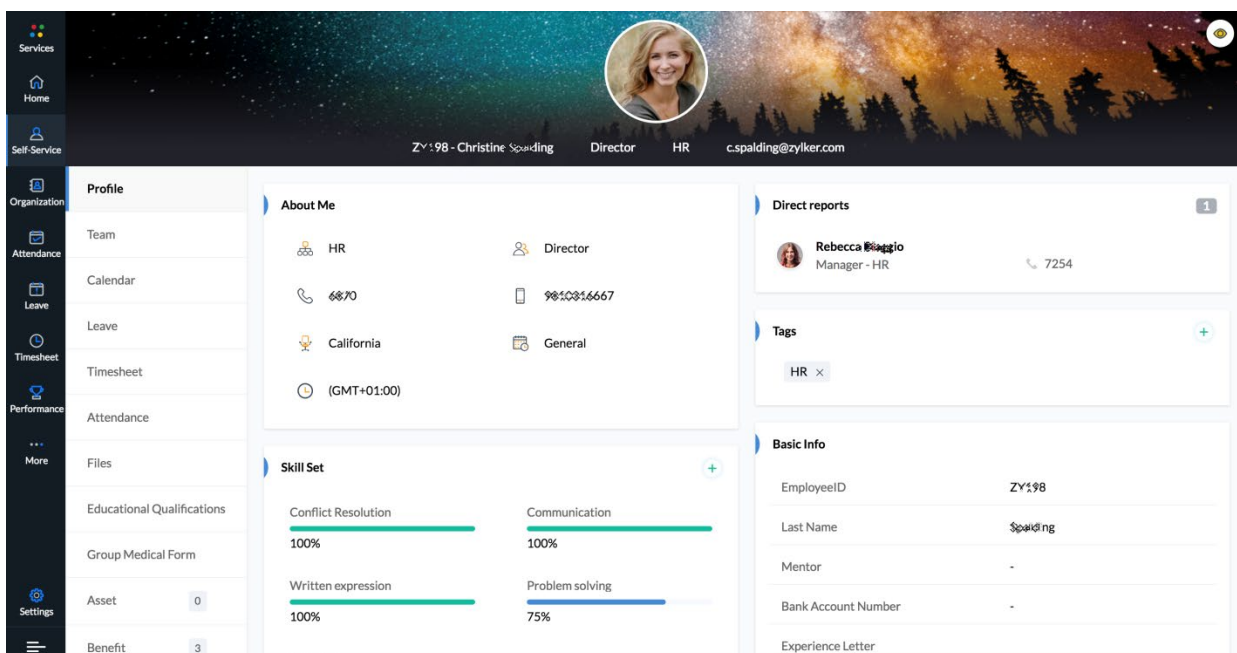 Services
Home
Self-Service
Organization
Attendance
Leave
Timesheet
Performance
More
Settings
Christine
Director
HR
c.spalding@zylker.com
Profile
Team
Calendar
Leave
Timesheet
Attendance
Files
Educational Qualifications
Group Medical Form
Asset 0
Benefit 3
About Me
HR Director
California General
(GMT+01:00)
Skill Set
Conflict Resolution Communication
100% 100%
Written expression Problem solving
100% 75%
Direct reports 1
Rebecca
Manager - HR 7254
Tags
HR
Basic Info
EmployeeID
Last Name
Mentor -
Bank Account Number -
Experience Letter